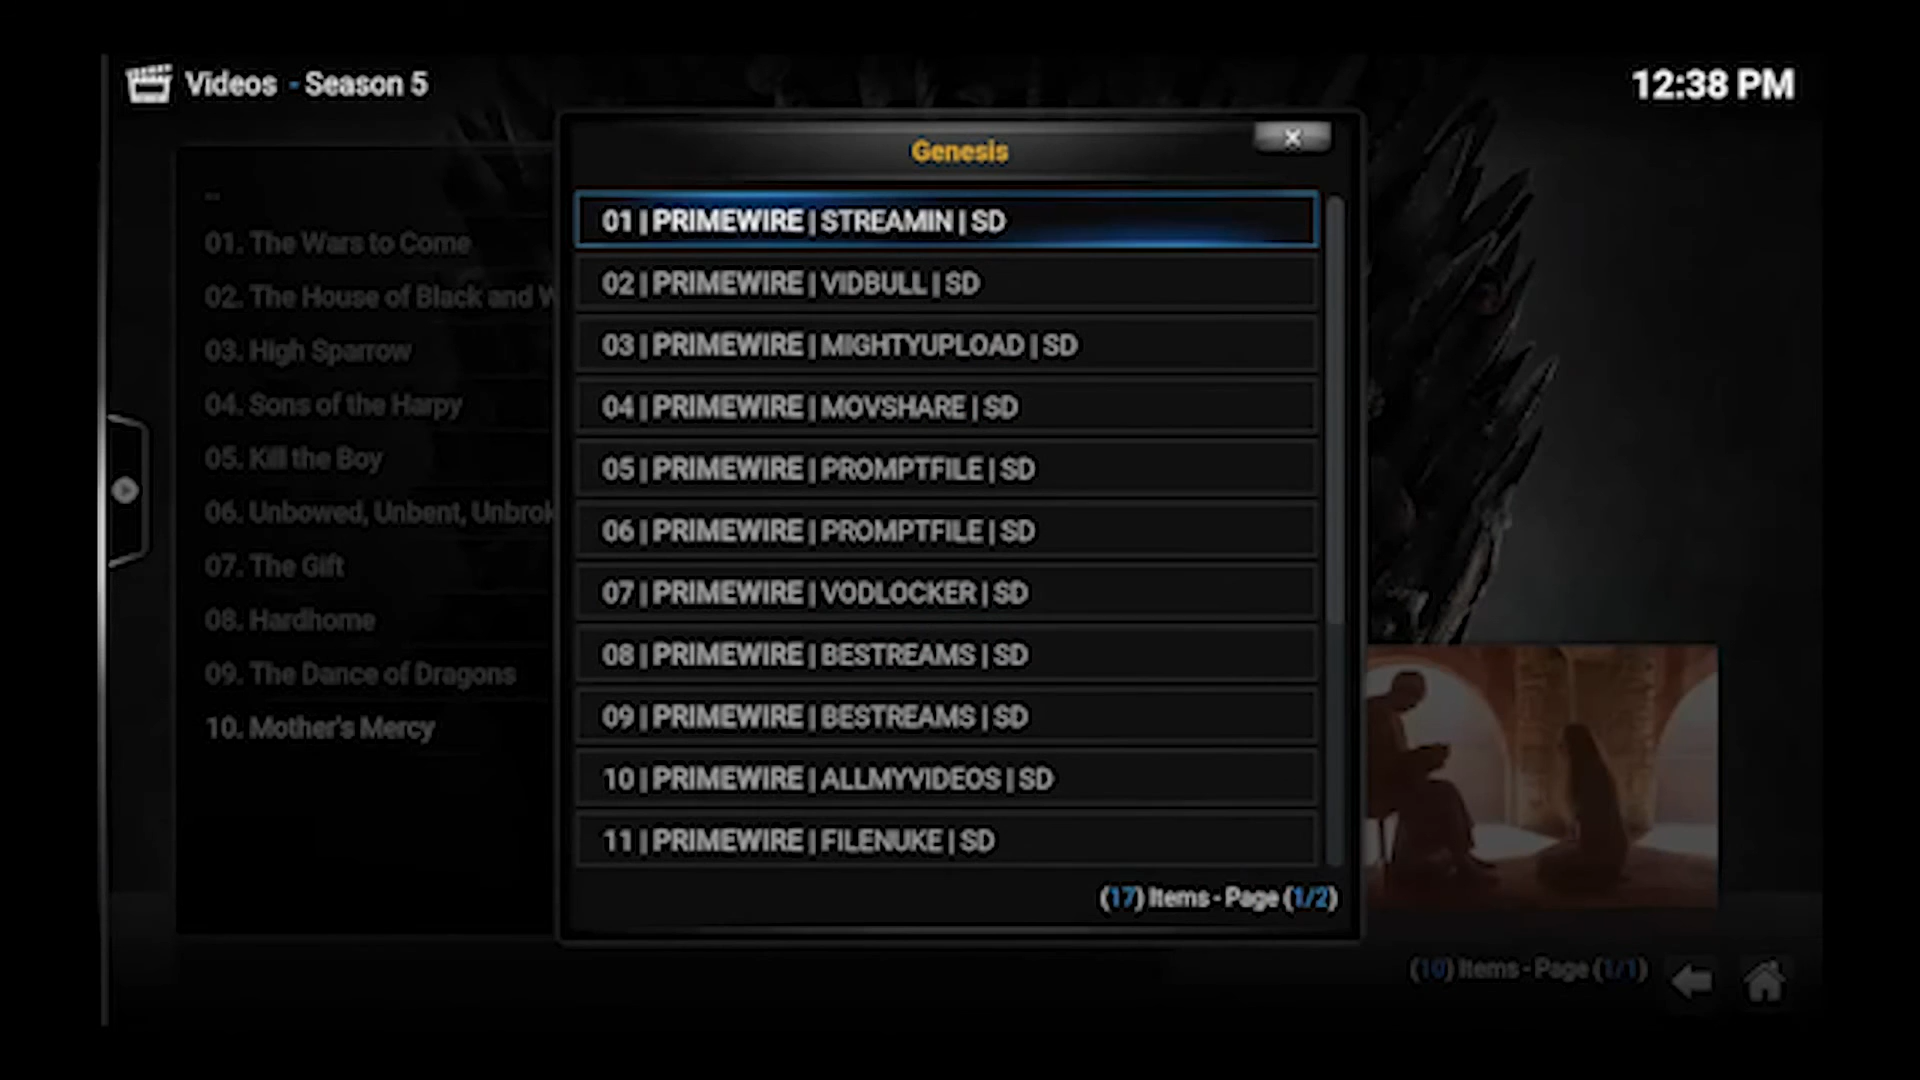 Videos - Season 5
12:38 PM
Genesis
..
01. The Wars to Come
02. The House of Black and W
03. High Sparrow
04. Sons of the Harpy
05. Kill the Boy
06. Unbowed, Unbent, Unbrok
07. The Gift
08. Hardhome
09. The Dance of Dragons
10. Mother's Mercy
01 | PRIMEWIRE | STREAMIN | SD
02 | PRIMEWIRE | VIDBULL | SD
03 | PRIMEWIRE | MIGHTYUPLOAD | SD
04 | PRIMEWIRE | MOVSHARE | SD
05 | PRIMEWIRE | PROMPTFILE | SD
06 | PRIMEWIRE | PROMPTFILE | SD
07 | PRIMEWIRE | VODLOCKER | SD
08 | PRIMEWIRE | BESTREAMS | SD
09 | PRIMEWIRE | BESTREAMS | SD
10 | PRIMEWIRE | ALLMYVIDEOS | SD
11 | PRIMEWIRE | FILENUKE | SD
(17) Items - Page (1/2)
(10) Items - Page (1/1)